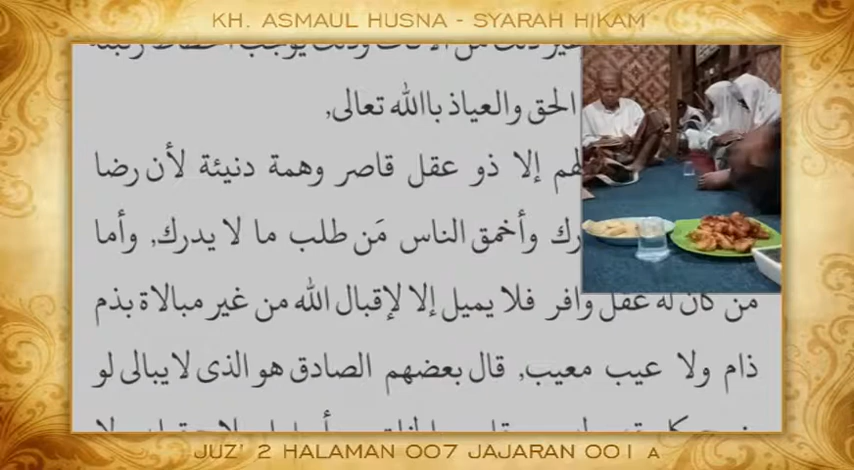 KH. ASMAUL HUSNA - SYARAH HIKAM
الحق والعياذ باالله تعالى,
إلا ذو عقل قاصر وهمة دنيئة لأن رضا
وأخمق الناس مَن طلب ما لا يدرك, وأما
من كان له عقل وافر فلا يميل إلا لإقبال الله من غير مبالاة بذم
ذام ولا عيب معيب, قال بعضهم الصادق هو الذى لا يبالى لو
JUZ' 2 HALAMAN 007 JAJARAN 001 A